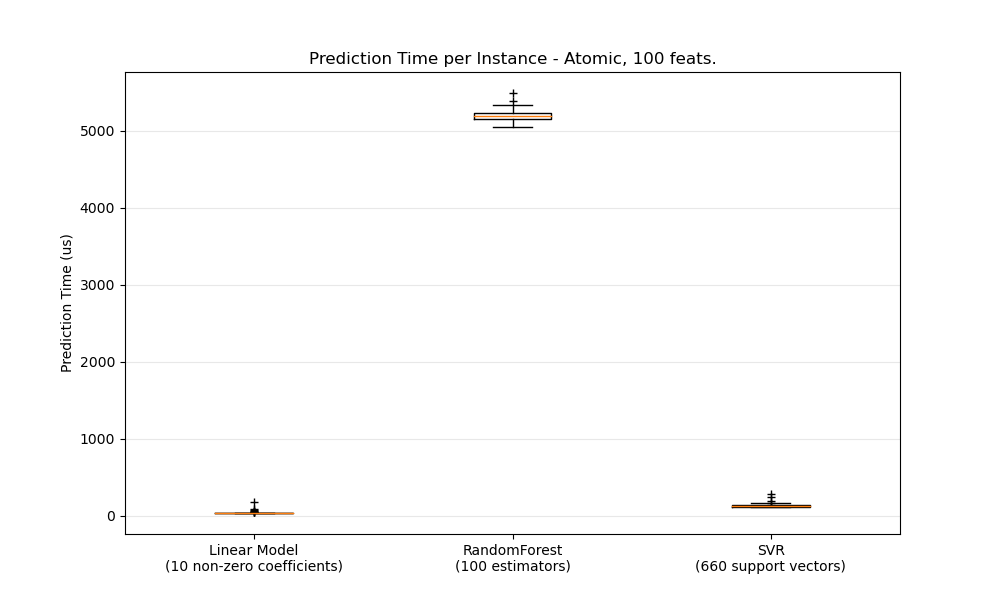 Prediction Time per Instance - Atomic, 100 feats.
Prediction Time (us)
5000
4000
3000
2000
1000
0
Linear Model
(10 non-zero coefficients)
RandomForest
(100 estimators)
SVR
(660 support vectors)